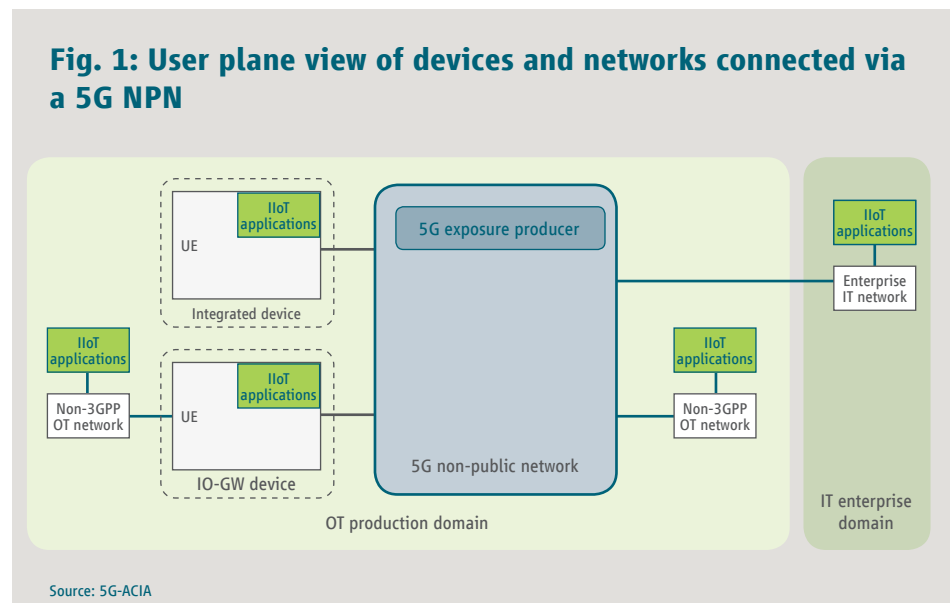 Fig. 1: User plane view of devices and networks connected via
a 5G NPN
IIoT
applications
UE
Integrated device
5G exposure producer
IIoT
applications
Enterprise
IT network
IIoT
applications
Non-3GPP
OT network
IIoT
applications
UE
IO-GW device
IIoT
applications
Non-3GPP
OT network
5G non-public network
OT production domain
IT enterprise
domain
Source: 5G-ACIA